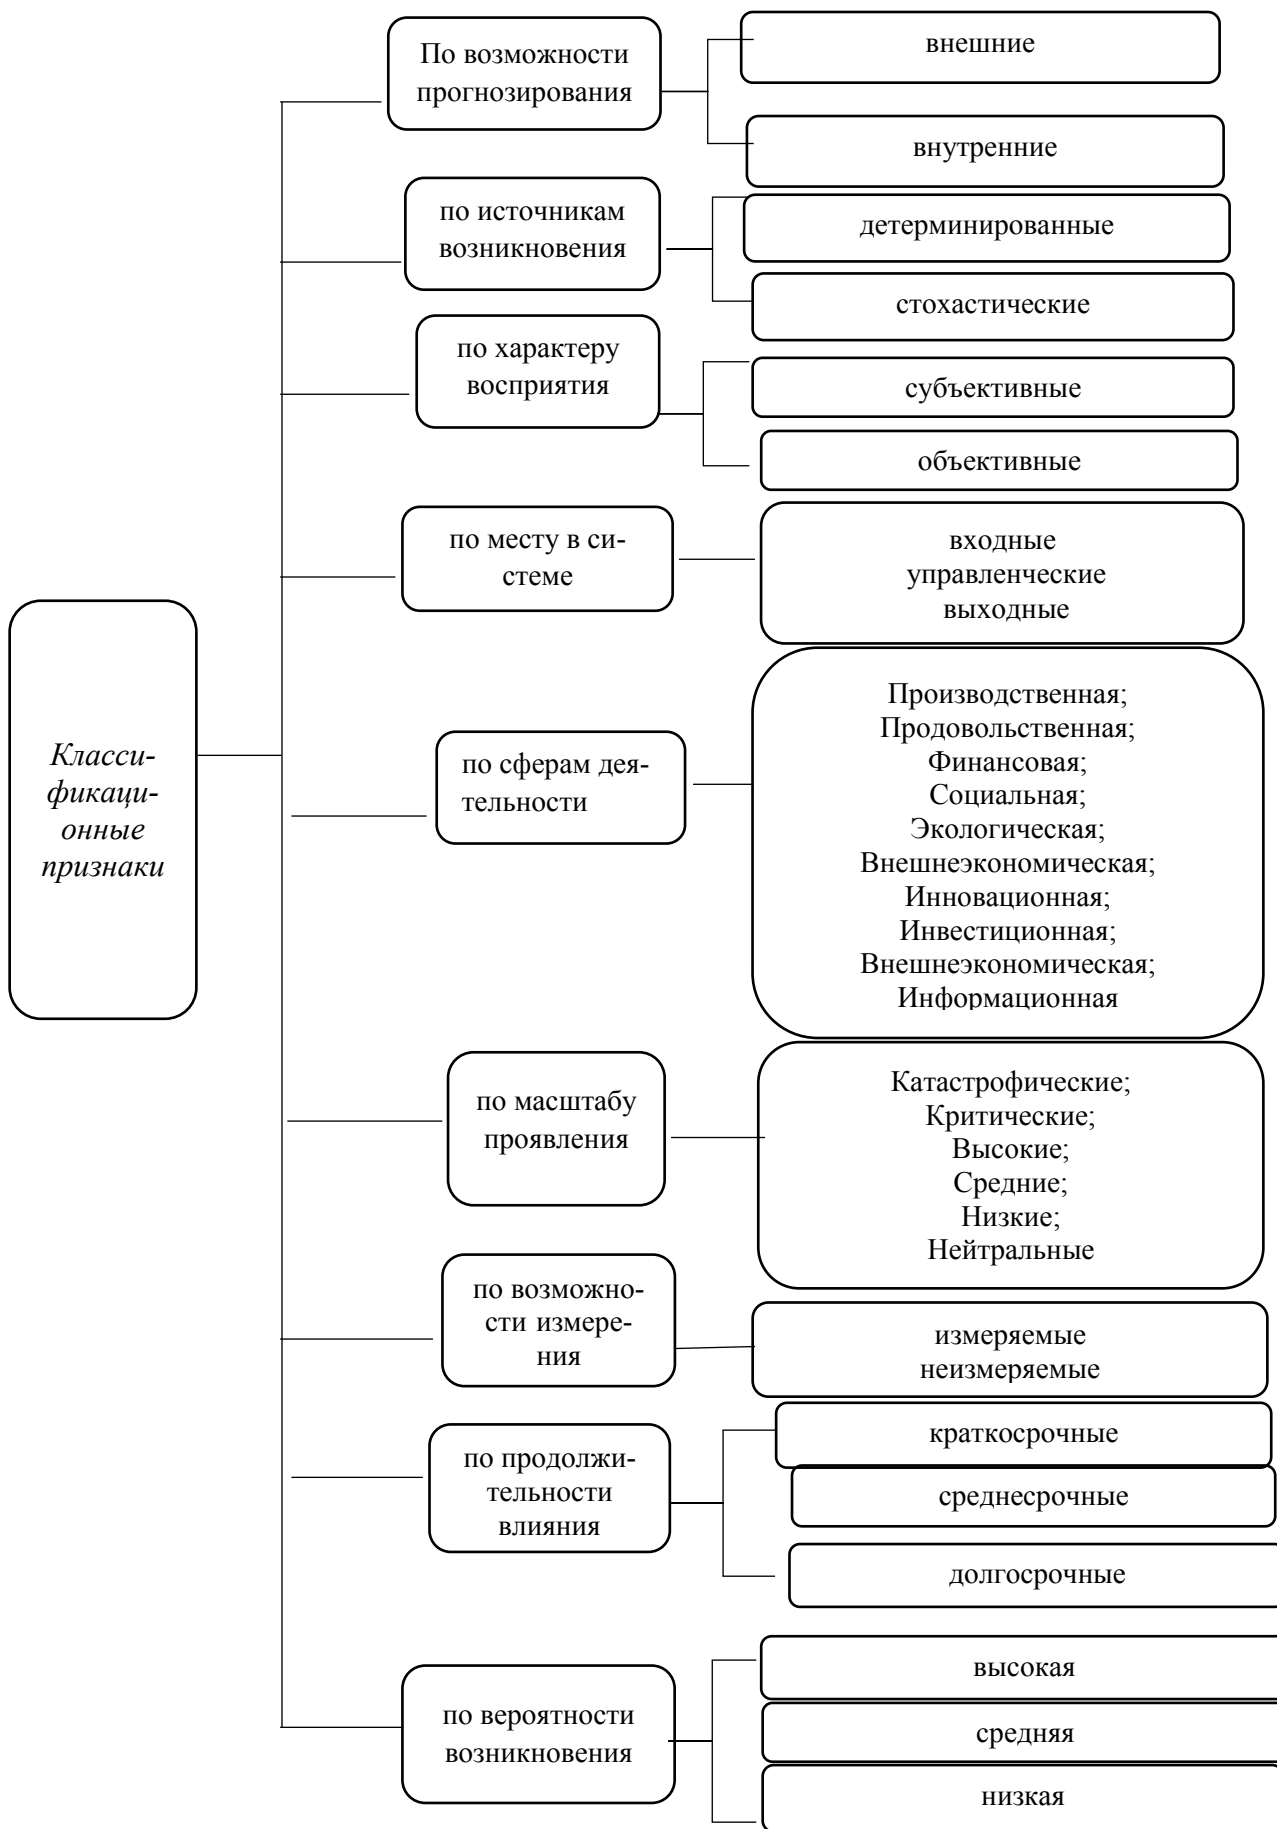 По возможности
прогнозирования
внешние
внутренние
по источникам
возникновения
детерминированные
стохастические
по характеру
восприятия
субъективные
объективные
по месту в си-
стеме
входные
управленческие
выходные
Класси-
фикаци-
онные
признаки
по сферам дея-
тельности
Производственная;
Продовольственная;
Финансовая;
Социальная;
Экологическая;
Внешнеэкономическая;
Инновационная;
Инвестиционная;
Внешнеэкономическая;
Информационная
по масштабу
проявления
Катастрофические;
Критические;
Высокие;
Средние;
Низкие;
Нейтральные
по возможно-
сти измере-
ния
измеряемые
неизмеряемые
по продолжи-
тельности
влияния
краткосрочные
среднесрочные
долгосрочные
по вероятности
возникновения
высокая
средняя
низкая